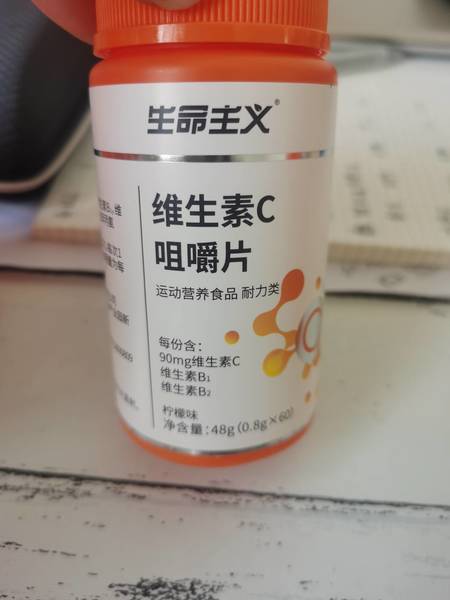 生命主义®
维生素C
咀嚼片
运动营养食品 耐力类
每份含：
90mg维生素C
维生素B₁
维生素B₂
柠檬味
净含量：48g（0.8g×60）